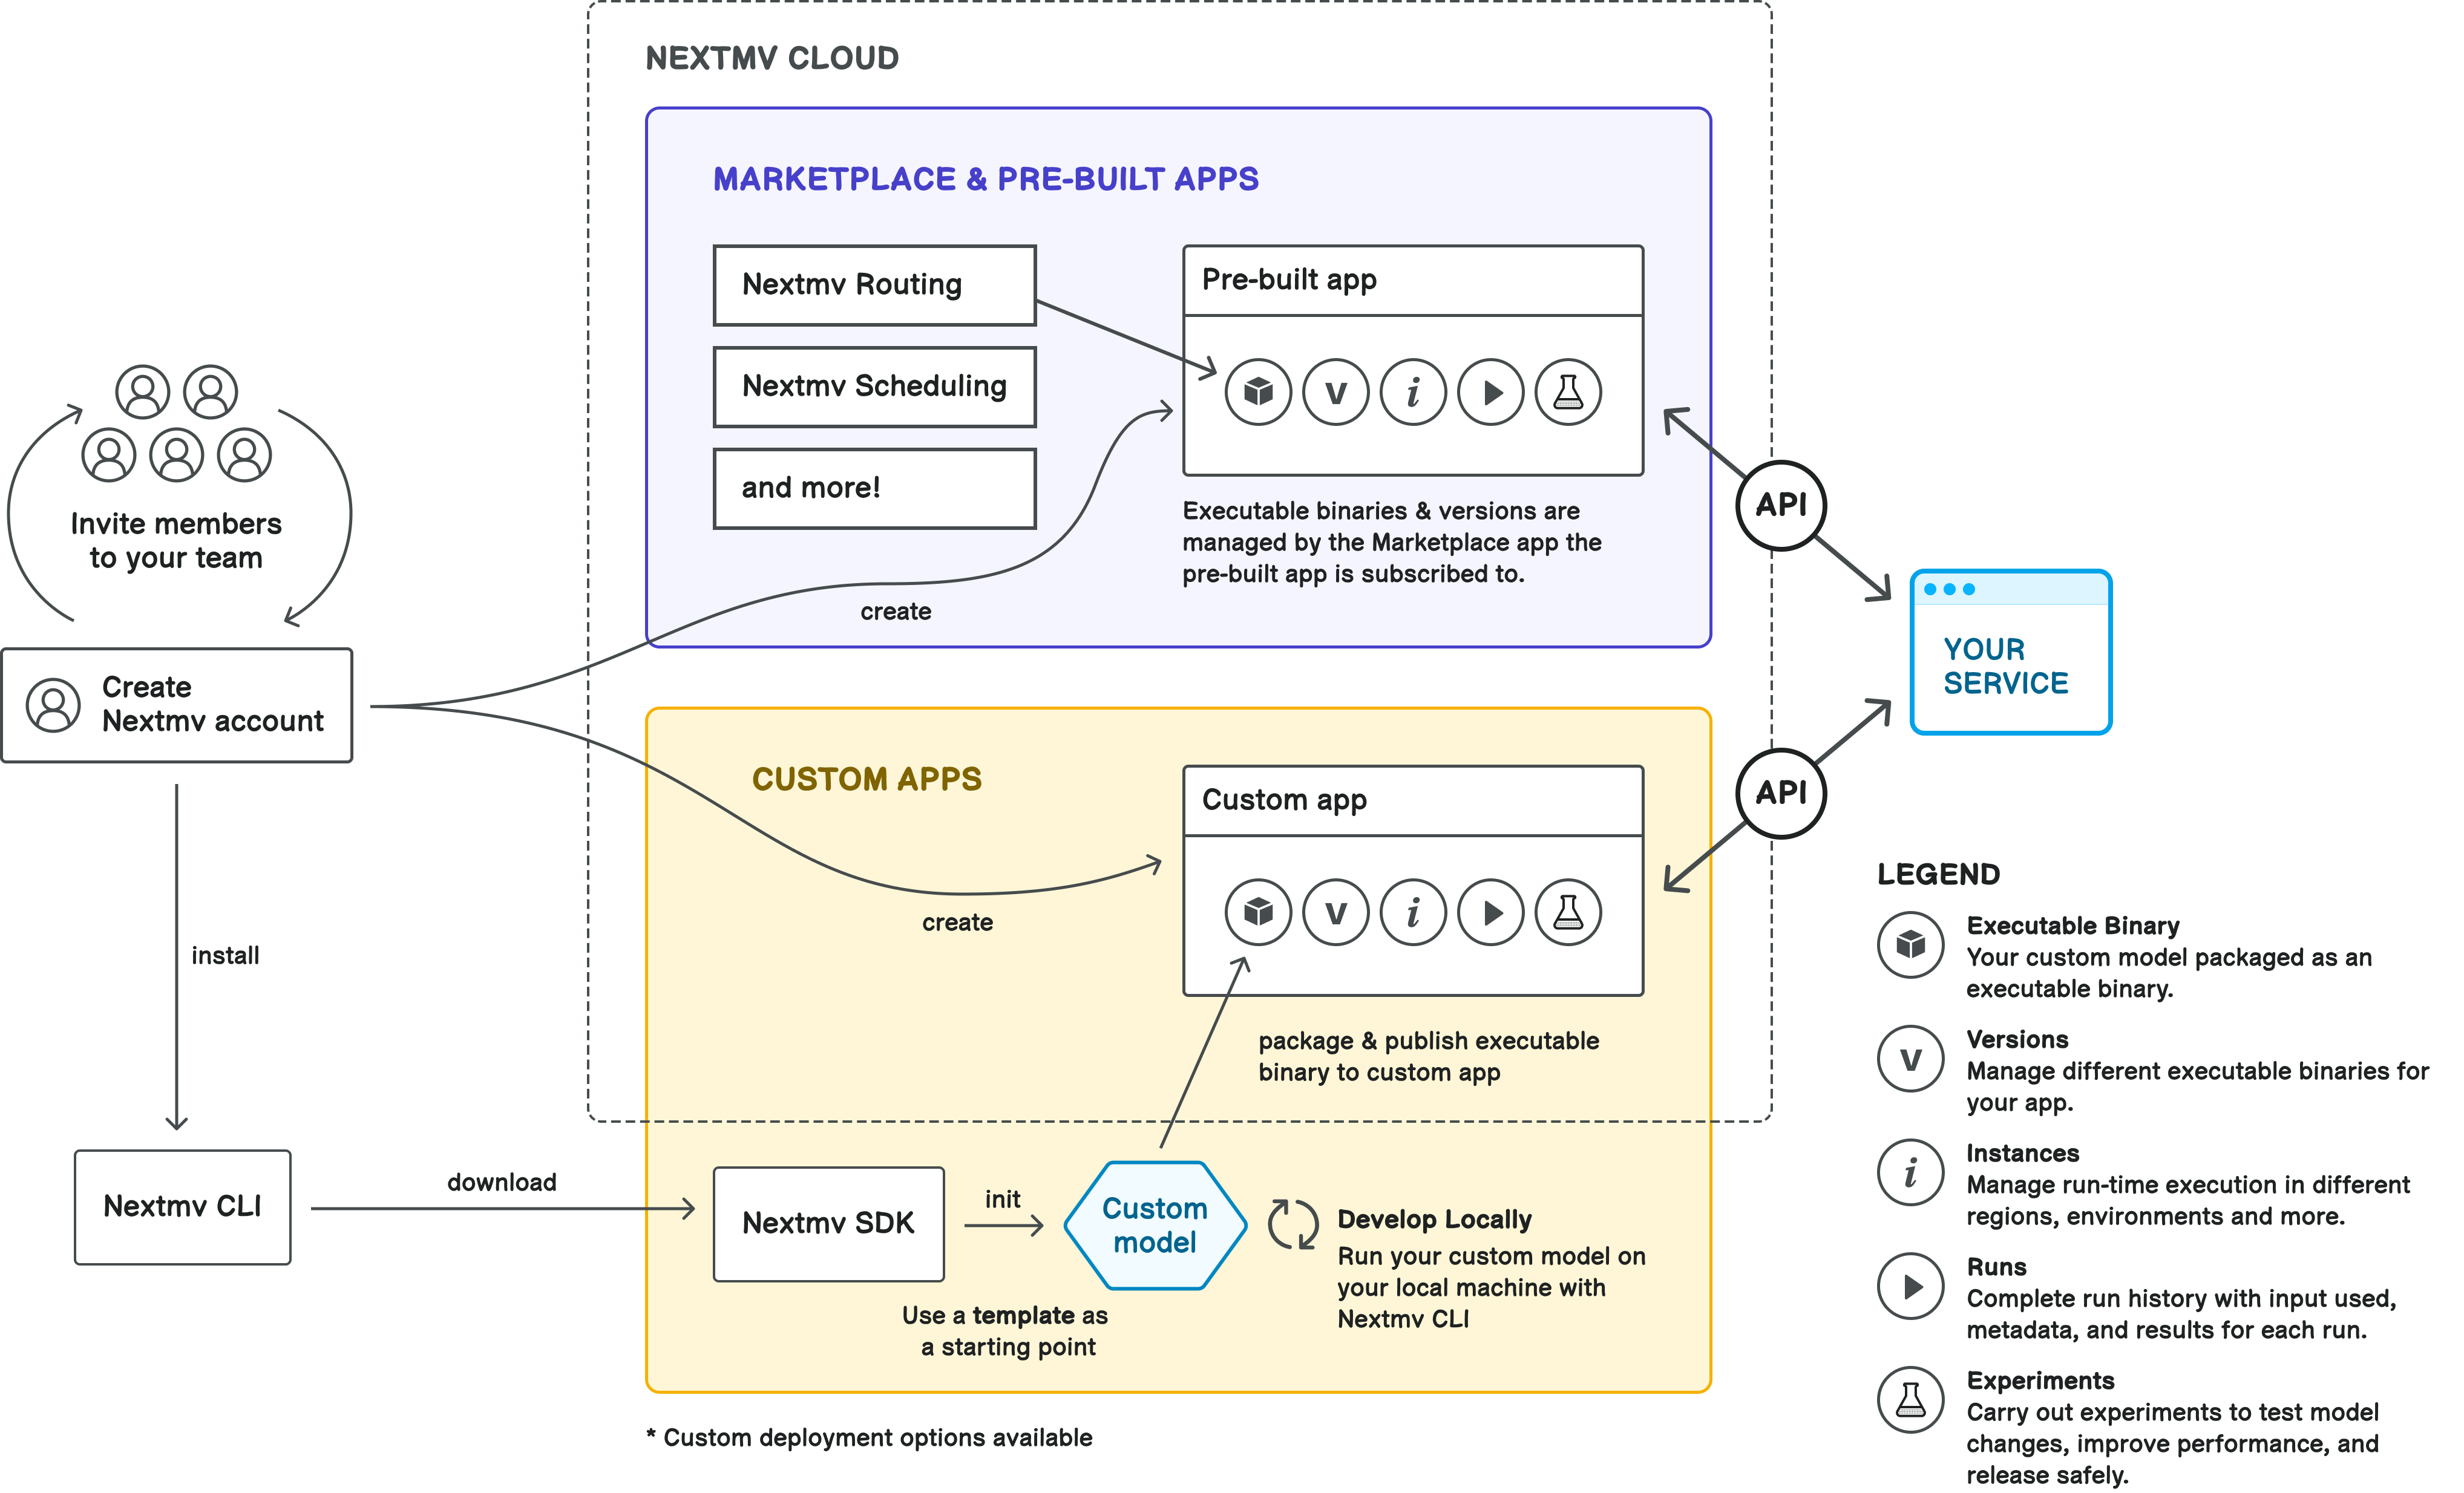 NEXTMV CLOUD
MARKETPLACE & PRE-BUILT APPS
Nextmv Routing
Nextmv Scheduling
and more!
Pre-built app
v
i
Executable binaries & versions are
managed by the Marketplace app the
pre-built app is subscribed to.
create
Invite members
to your team
Create
Nextmv account
API
YOUR
SERVICE
API
CUSTOM APPS
Custom app
v
i
create
package & publish executable
binary to custom app
install
Nextmv CLI
download
Nextmv SDK
init
Custom
model
Use a template as
a starting point
Develop Locally
Run your custom model on
your local machine with
Nextmv CLI
* Custom deployment options available
LEGEND
Executable Binary
Your custom model packaged as an
executable binary.
v
Versions
Manage different executable binaries for
your app.
i
Instances
Manage run-time execution in different
regions, environments and more.
Runs
Complete run history with input used,
metadata, and results for each run.
Experiments
Carry out experiments to test model
changes, improve performance, and
release safely.